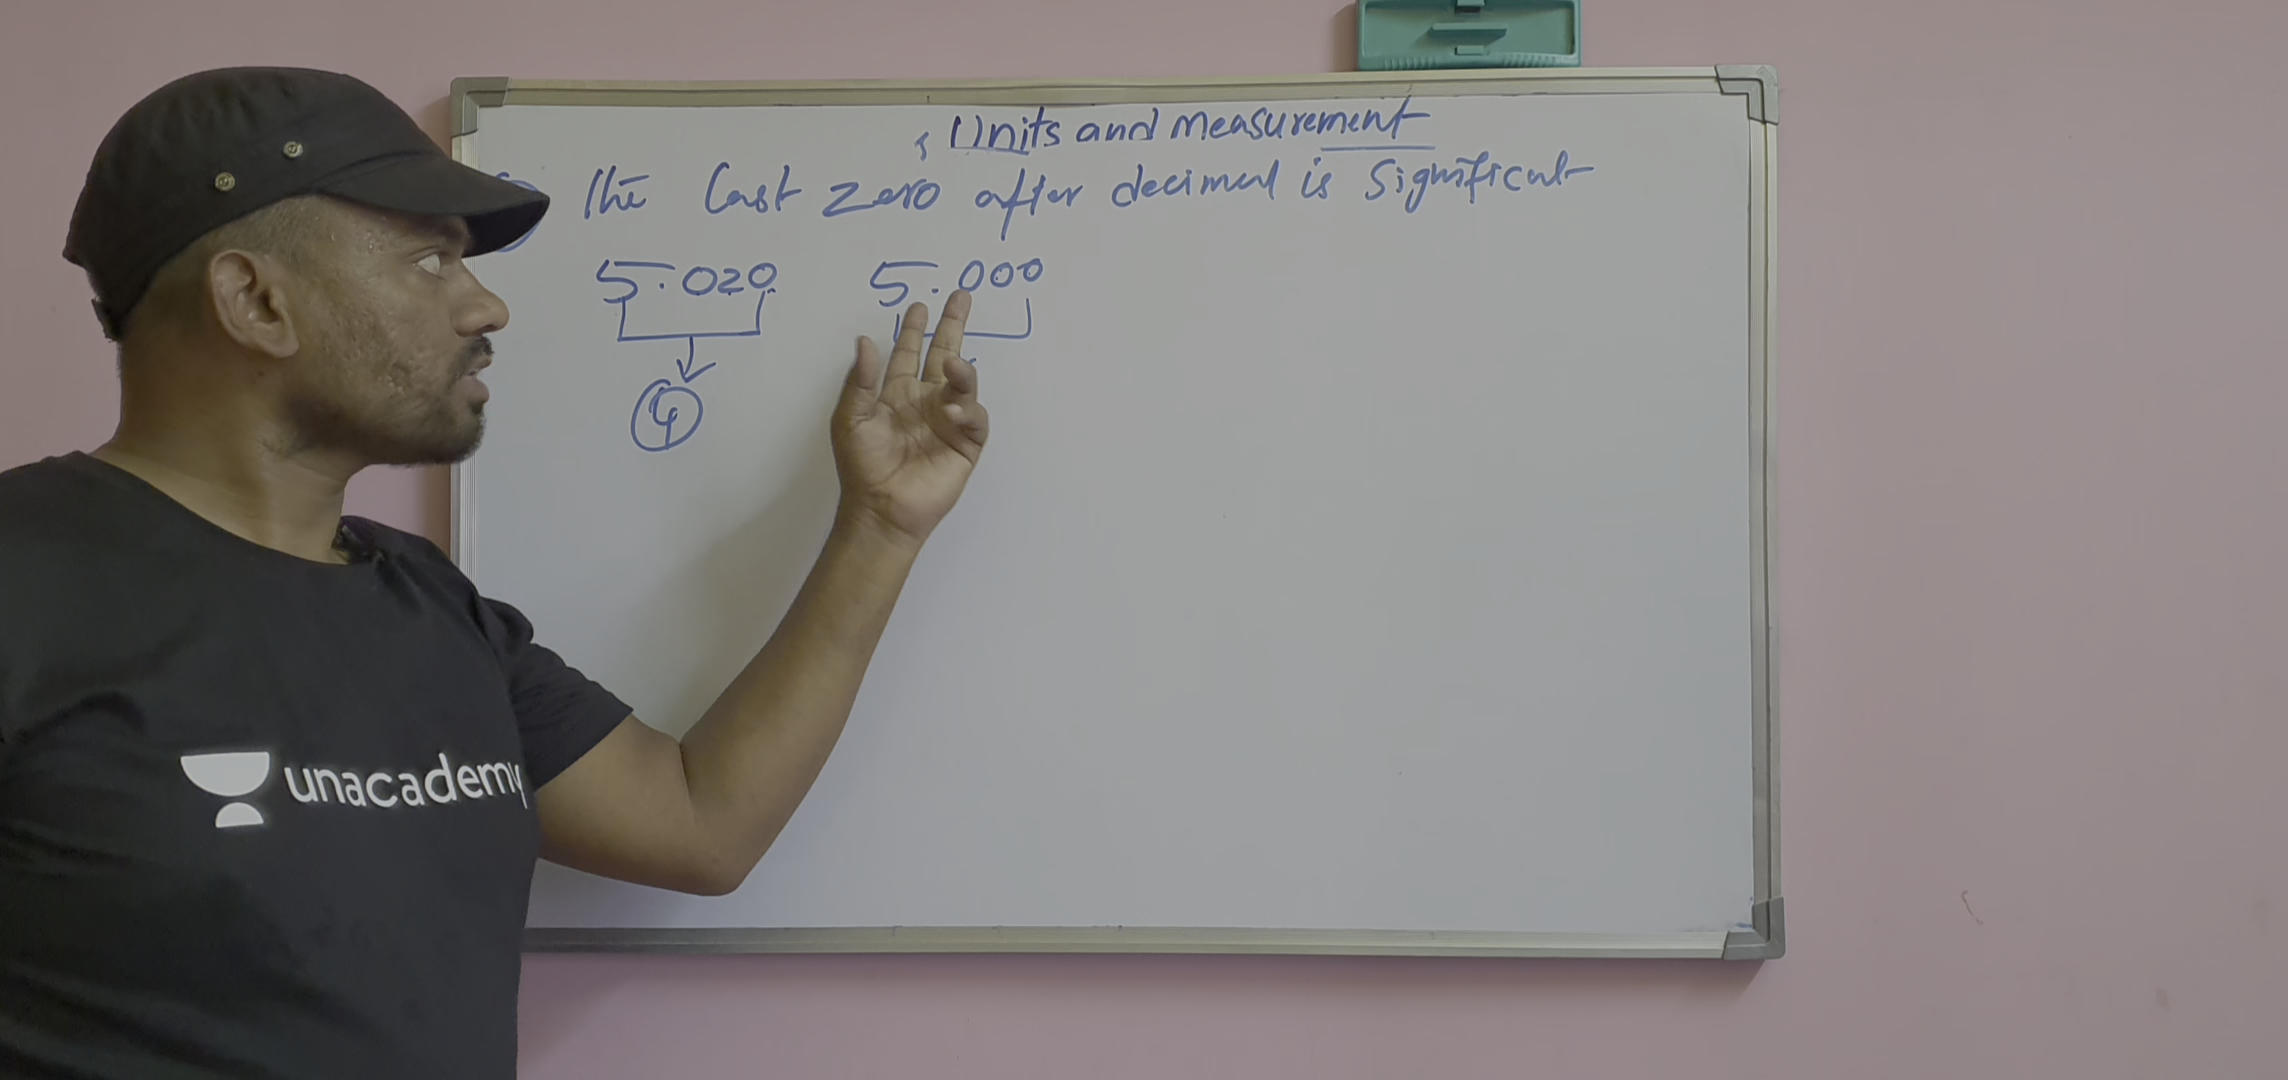 Units and measurement
The Last Zero after decimal is Significant
5.020 5.000
4
unacademy